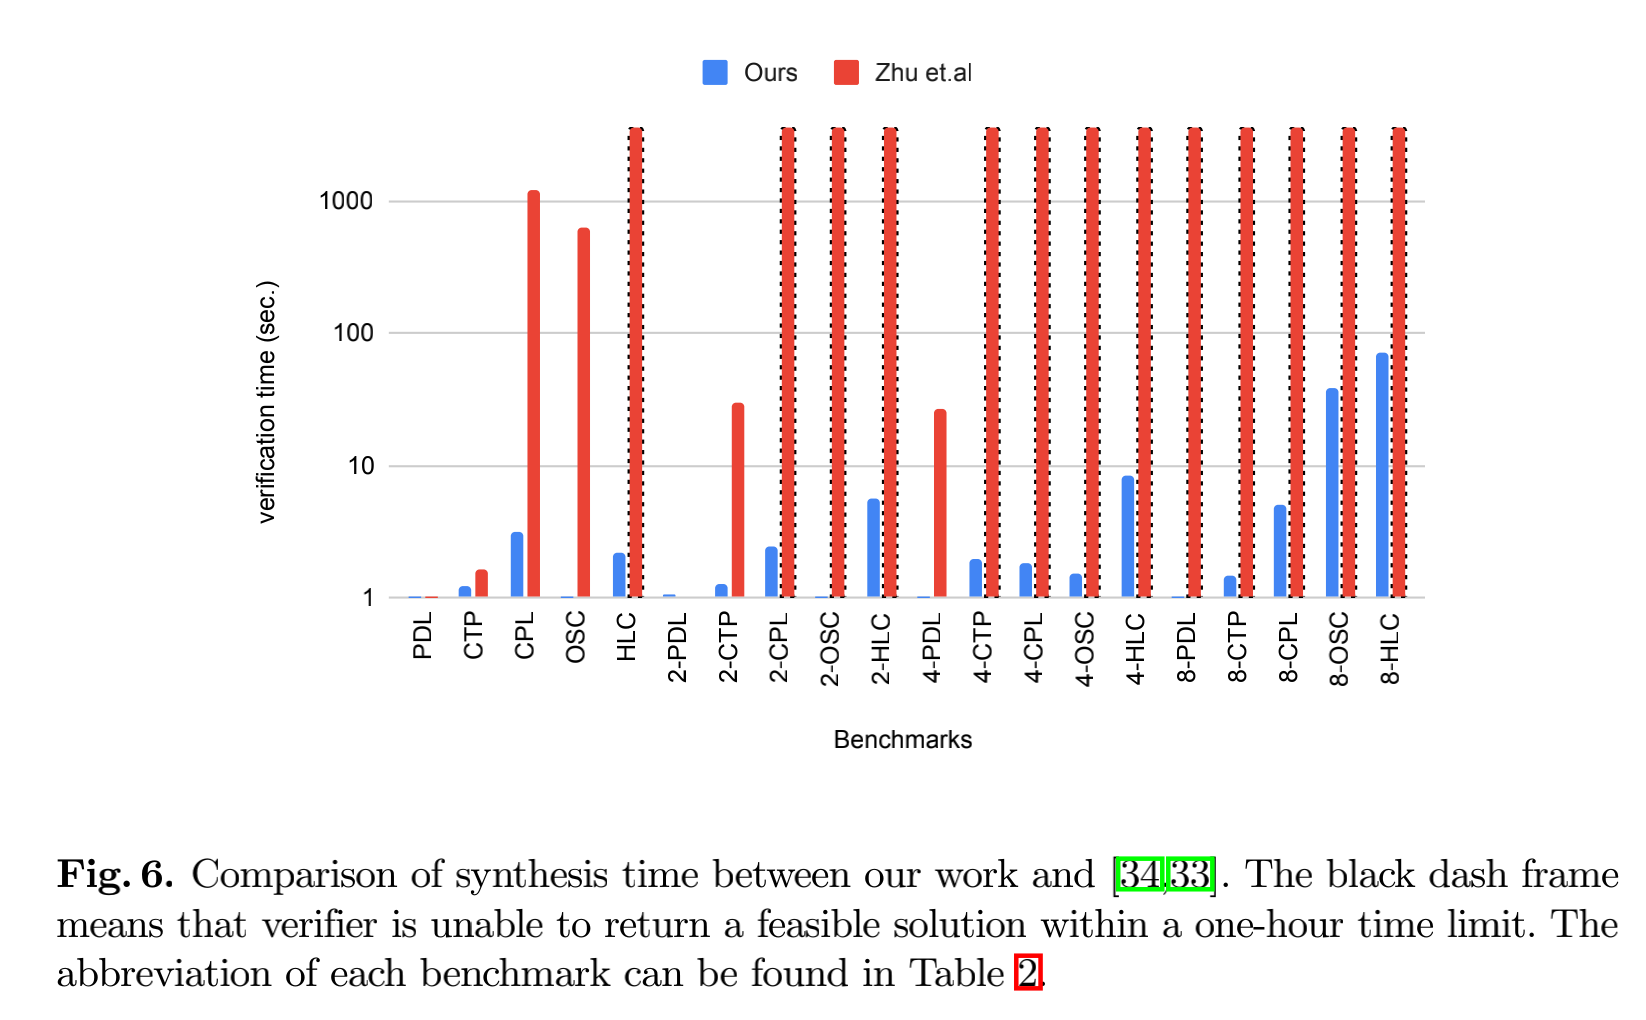 Ours Zhu et.al
1000
100
10
1
verification time (sec.)
PDL
CTP
CPL
OSC
HLC
2-PDL
2-CTP
2-CPL
2-OSC
2-HLC
4-PDL
4-CTP
4-CPL
4-OSC
4-HLC
8-PDL
8-CTP
8-CPL
8-OSC
8-HLC
Benchmarks
Fig. 6. Comparison of synthesis time between our work and [34,33]. The black dash frame
means that verifier is unable to return a feasible solution within a one-hour time limit. The
abbreviation of each benchmark can be found in Table 2.